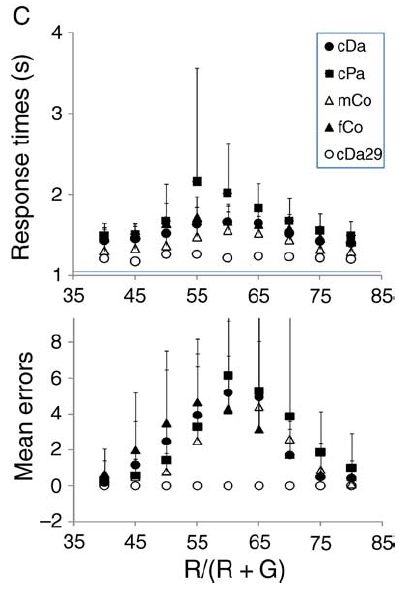 C
Response times (s)
4
3
2
1
cDa
cPa
mCo
fCo
cDa29
35 45 55 65 75 85
Mean errors
8
6
4
2
0
−2
35 45 55 65 75 85
R/(R + G)